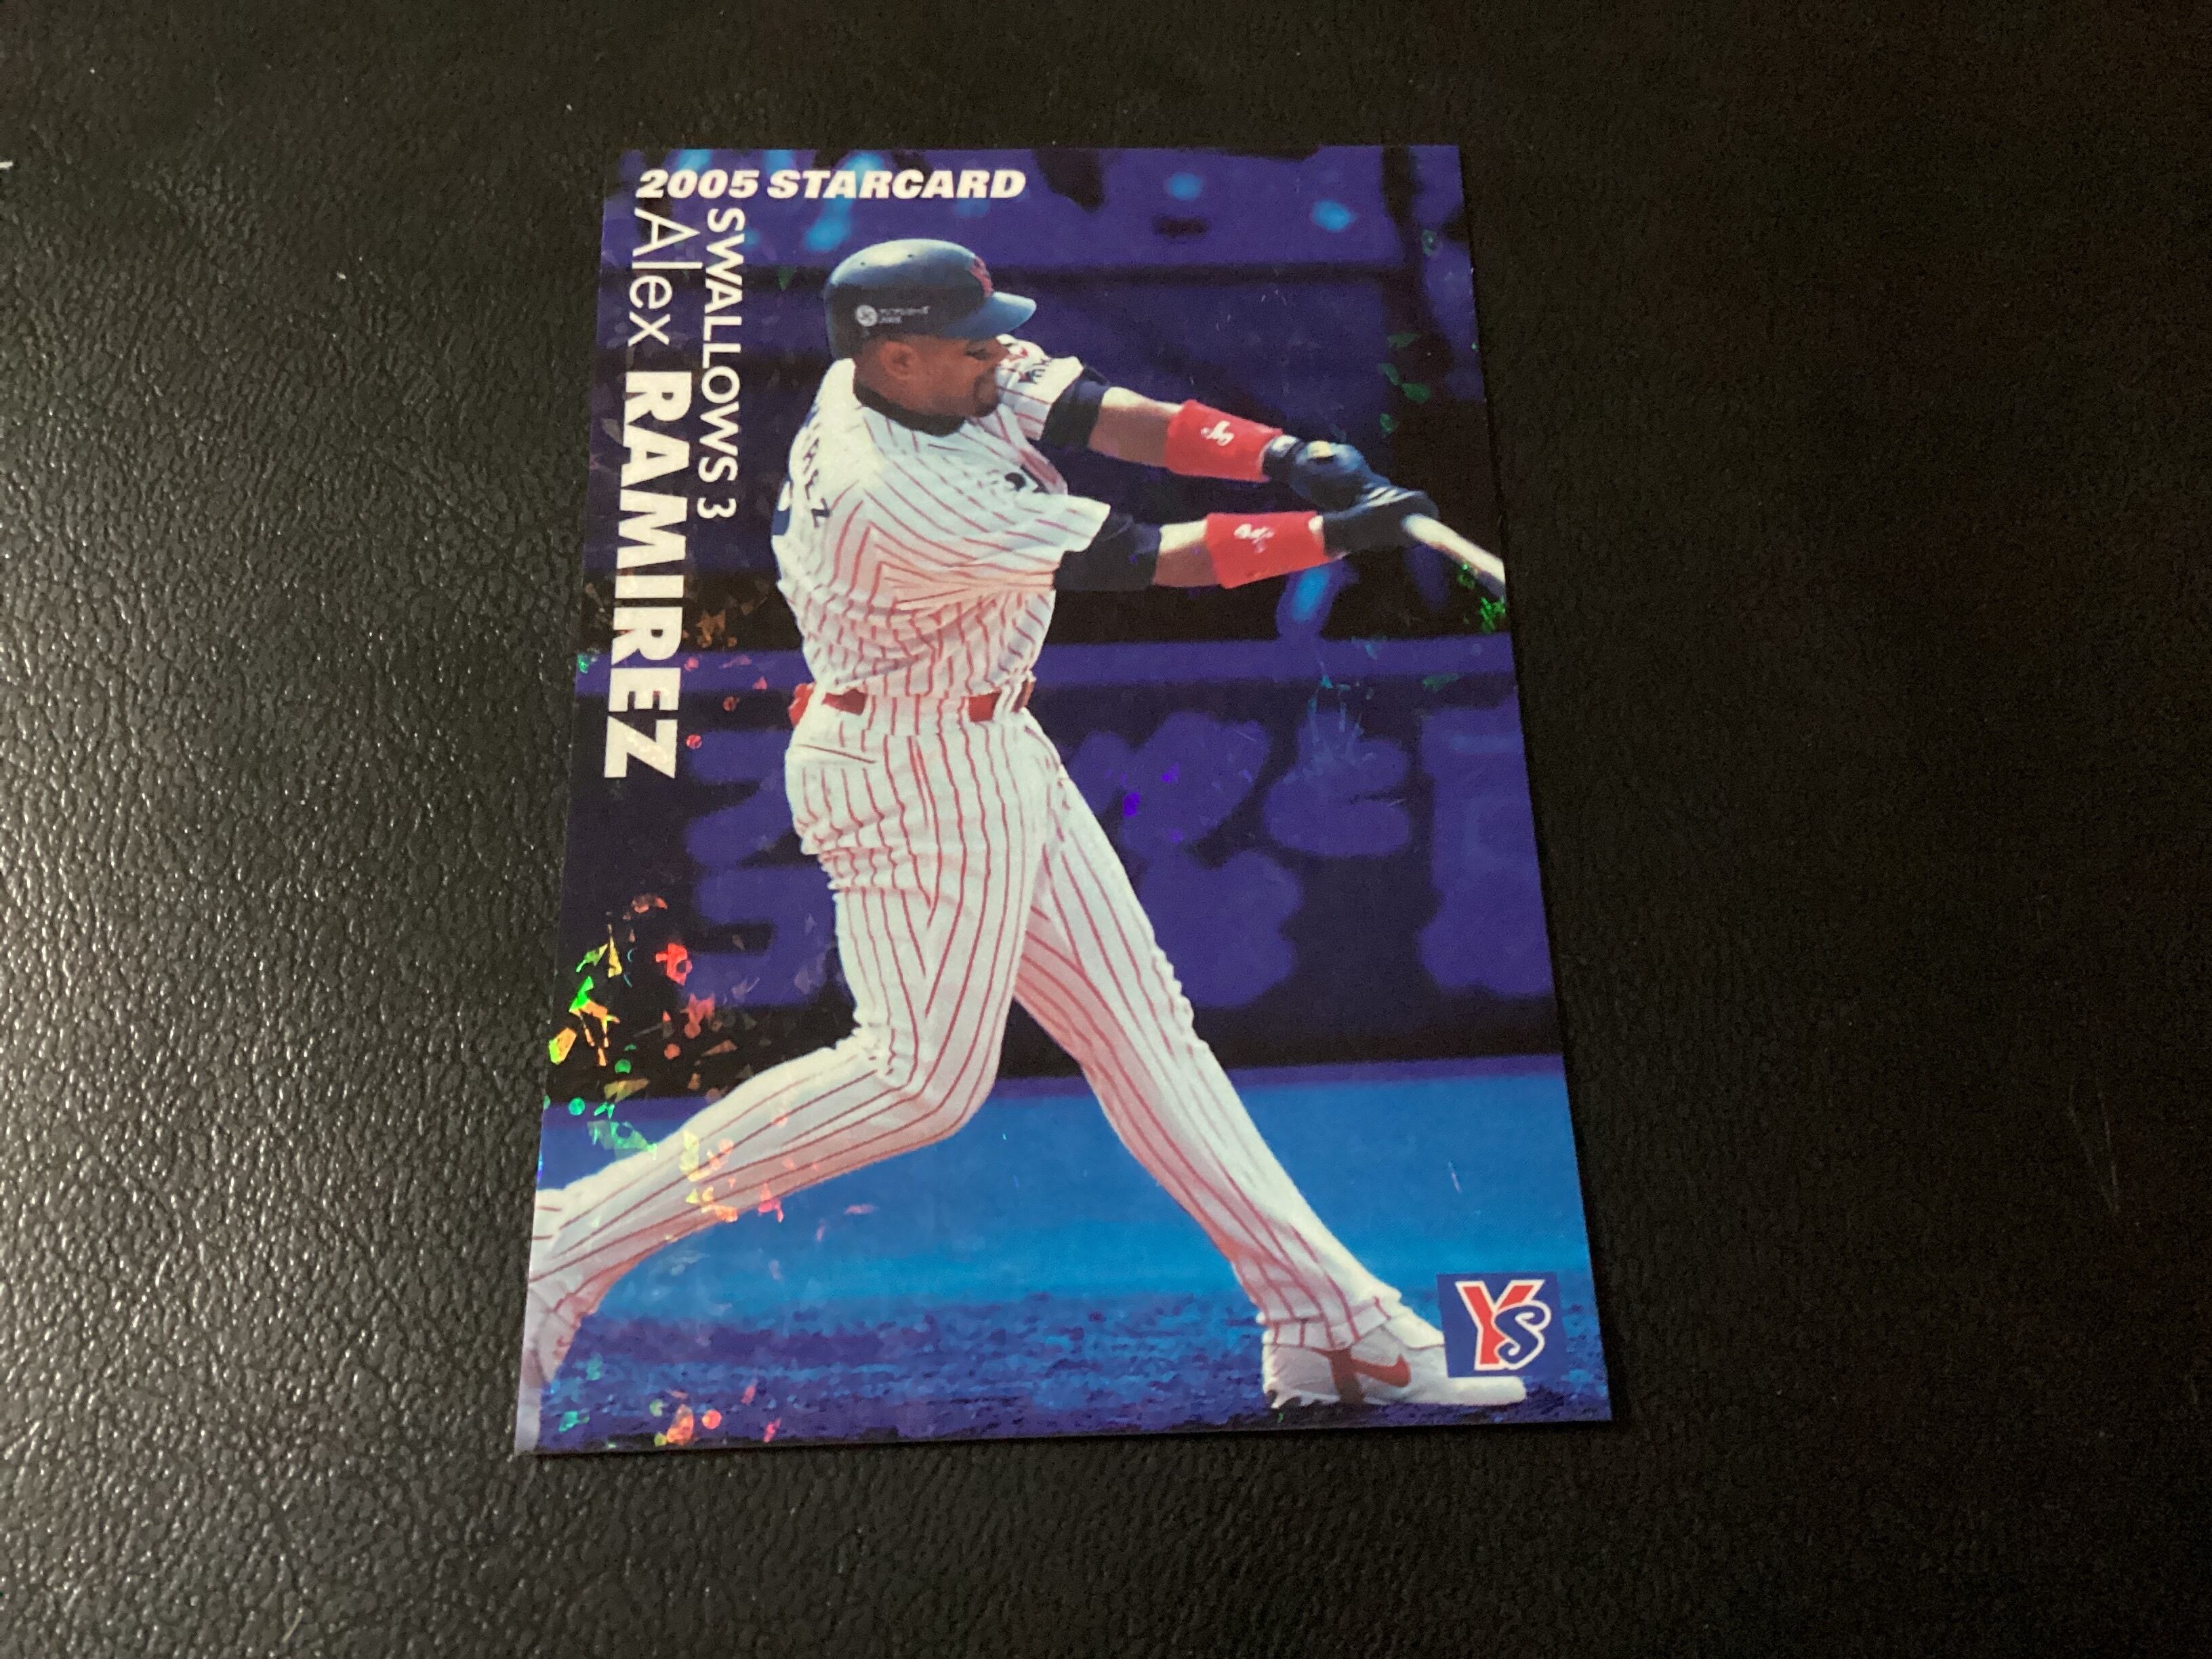 2005 STARCARD
SWALLOWS 3
Alex RAMIREZ
YS